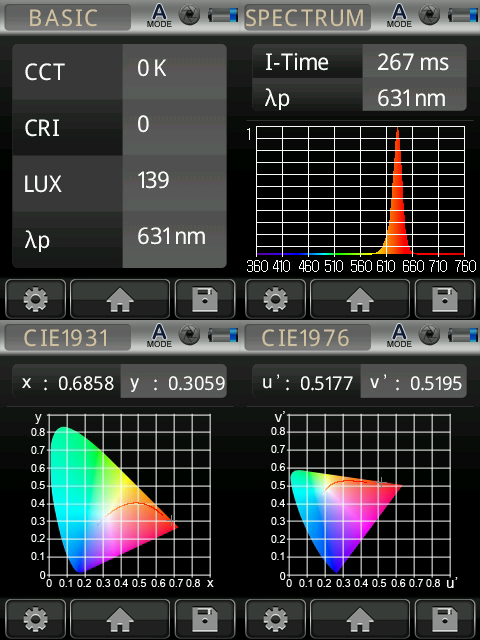 BASIC
A
MODE
CCT 0 K
CRI 0
LUX 139
λp 631 nm
SPECTRUM
A
MODE
I-Time 267 ms
λp 631 nm
1
360 410 460 510 560 610 660 710 760
CIE1931
A
MODE
x : 0.6858 y : 0.3059
y
0.8
0.7
0.6
0.5
0.4
0.3
0.2
0.1
0
0 0.1 0.2 0.3 0.4 0.5 0.6 0.7 0.8 x
CIE1976
A
MODE
u' : 0.5177 v' : 0.5195
v'
0.8
0.7
0.6
0.5
0.4
0.3
0.2
0.1
0
0 0.1 0.2 0.3 0.4 0.5 0.6 0.7 0.8 u'